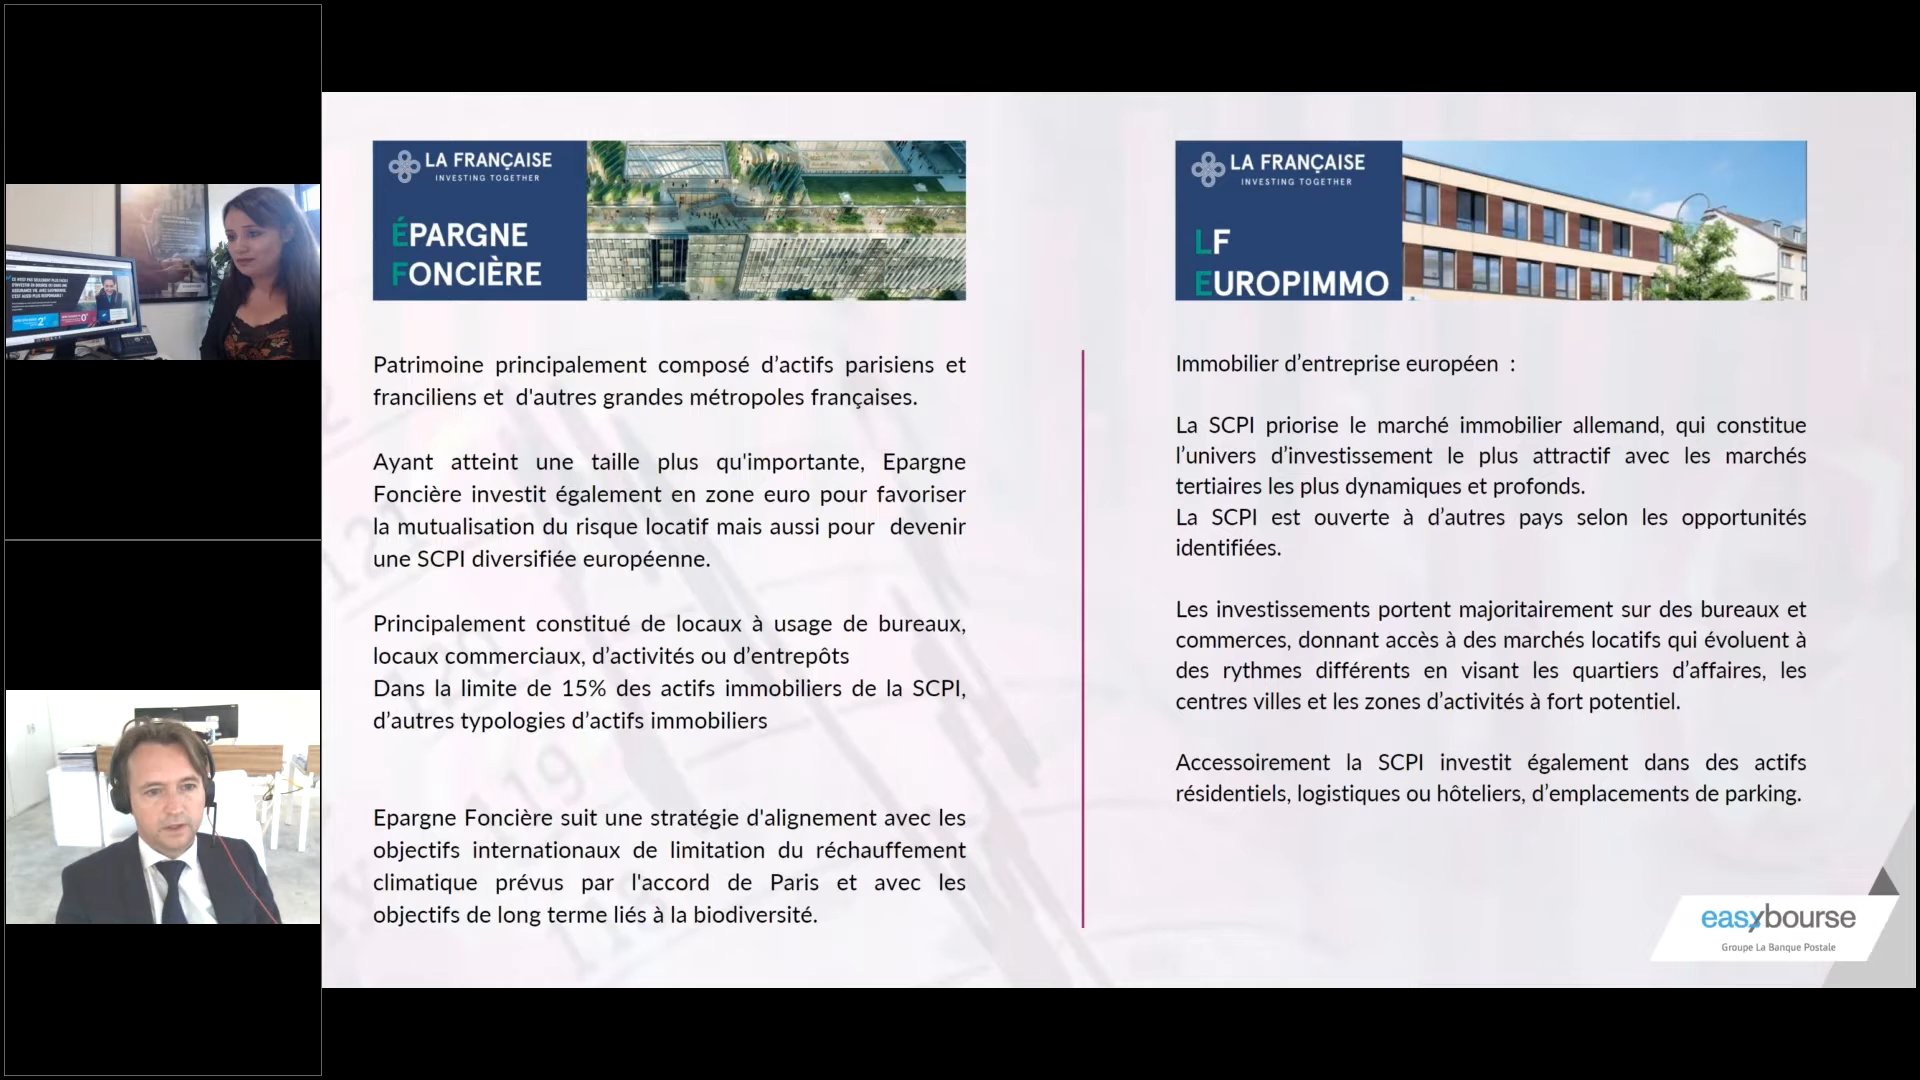 LA FRANÇAISE
INVESTING TOGETHER
ÉPARGNE
FONCIÈRE
Patrimoine principalement composé d’actifs parisiens et
franciliens et d'autres grandes métropoles françaises.
Ayant atteint une taille plus qu'importante, Epargne
Foncière investit également en zone euro pour favoriser
la mutualisation du risque locatif mais aussi pour devenir
une SCPI diversifiée européenne.
Principalement constitué de locaux à usage de bureaux,
locaux commerciaux, d’activités ou d’entrepôts
Dans la limite de 15% des actifs immobiliers de la SCPI,
d’autres typologies d’actifs immobiliers
Epargne Foncière suit une stratégie d'alignement avec les
objectifs internationaux de limitation du réchauffement
climatique prévus par l'accord de Paris et avec les
objectifs de long terme liés à la biodiversité.
LA FRANÇAISE
INVESTING TOGETHER
LF
EUROPIMMO
Immobilier d’entreprise européen :
La SCPI priorise le marché immobilier allemand, qui constitue
l’univers d’investissement le plus attractif avec les marchés
tertiaires les plus dynamiques et profonds.
La SCPI est ouverte à d’autres pays selon les opportunités
identifiées.
Les investissements portent majoritairement sur des bureaux et
commerces, donnant accès à des marchés locatifs qui évoluent à
des rythmes différents en visant les quartiers d’affaires, les
centres villes et les zones d’activités à fort potentiel.
Accessoirement la SCPI investit également dans des actifs
résidentiels, logistiques ou hôteliers, d’emplacements de parking.
easybourse
Groupe La Banque Postale
121
120
119